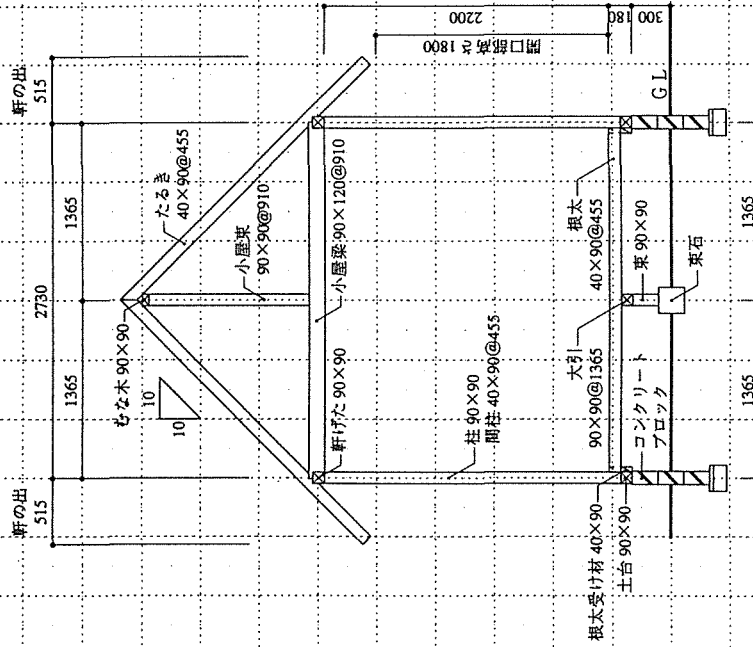 軒の出
515
軒の出
515
2730
1365
1365
むな木 90×90
10
10
たるき
40×90@455
小屋束
90×90@910
軒げた 90×90
小屋梁 90×120@910
2200
開口部高さ 1800
180
300
GL
柱 90×90
間柱 40×90@455
根太
40×90@455
大引
90×90@1365
根太受け材 40×90
土台 90×90
コンクリート
ブロック
束 90×90
束石
1365
1365